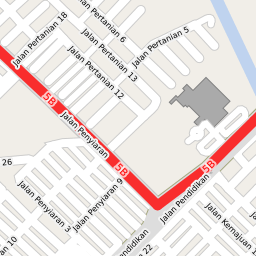 Jalan Pertanian 18
Jalan Pertanian 6
Jalan Pertanian 5
Jalan Pertanian 13
Jalan Pertanian 12
5B
Jalan Penyiaran
5B
5B
26
Jalan Pendidikan
Jalan Penyiaran 3
Jalan Penyiaran 9
Jalan Kemajuan
Pendidikan
22
10